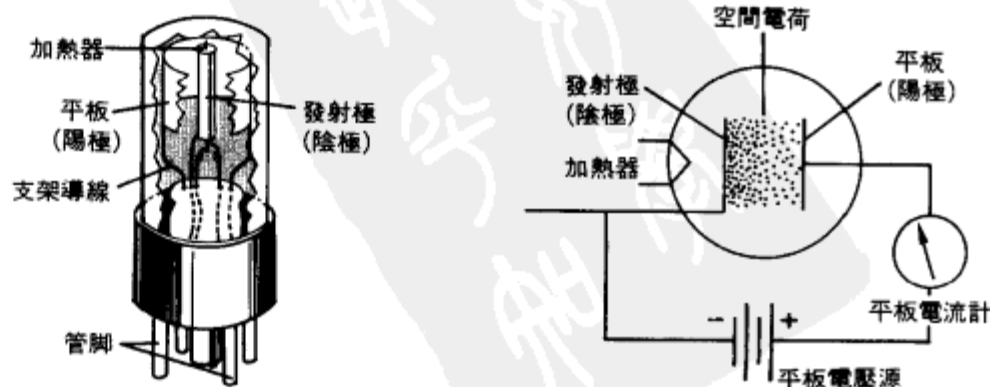 加熱器
平板
(陽極)
發射極
(陰極)
支架導線
管脚
空間電荷
發射極
(陰極)
平板
(陽極)
加熱器
平板電流計
- +
平板電壓源